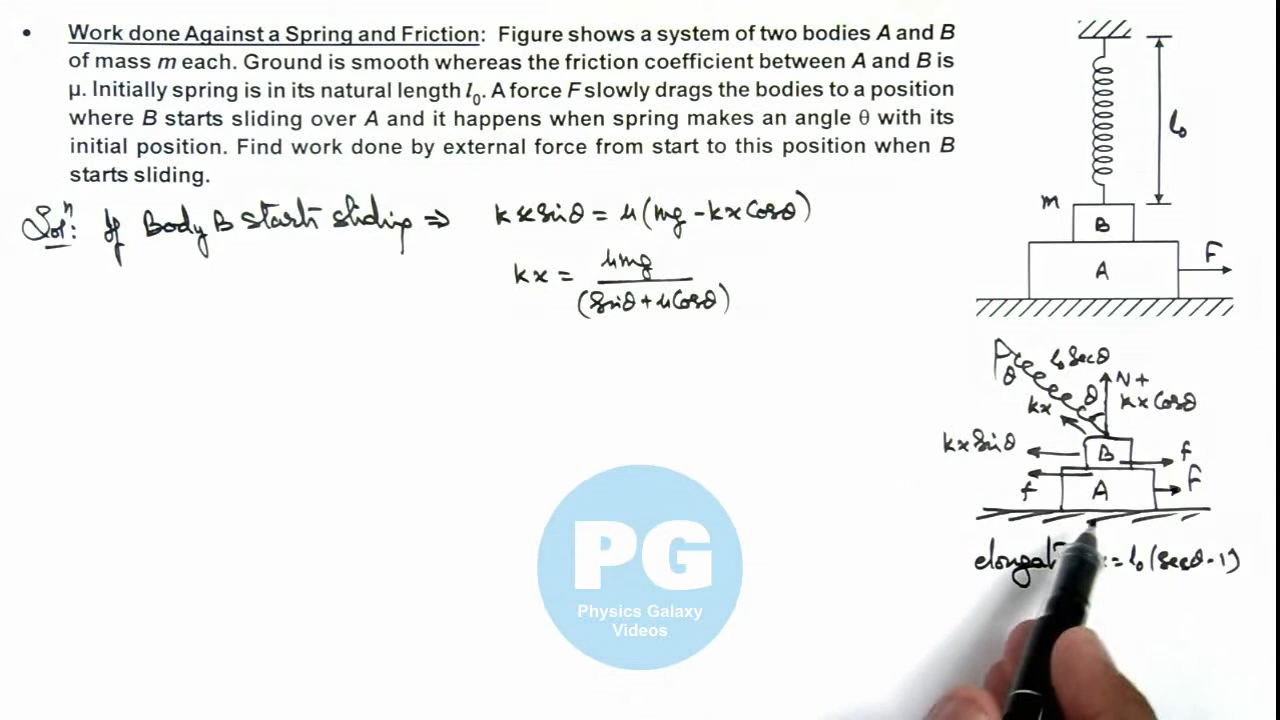 • Work done Against a Spring and Friction: Figure shows a system of two bodies A and B
of mass m each. Ground is smooth whereas the friction coefficient between A and B is
μ. Initially spring is in its natural length l₀. A force F slowly drags the bodies to a position
where B starts sliding over A and it happens when spring makes an angle θ with its
initial position. Find work done by external force from start to this position when B
starts sliding.
Solⁿ: If Body B start sliding ⇒ kx sinθ = μ(mg - kx cosθ)
kx = μmg / (sinθ + μ cosθ)
l₀
m
B
A
F
l₀ secθ
θ
θ
N +
kx cosθ
kx
kx sinθ
B
f
f
A
F
= l₀(secθ - 1)
PG
Physics Galaxy
Videos